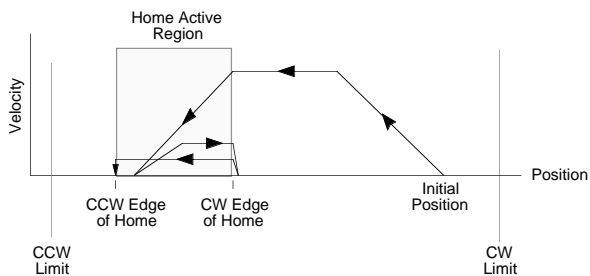 Home Active
Region
Velocity
Position
CCW Edge
of Home
CW Edge
of Home
Initial
Position
CCW
Limit
CW
Limit